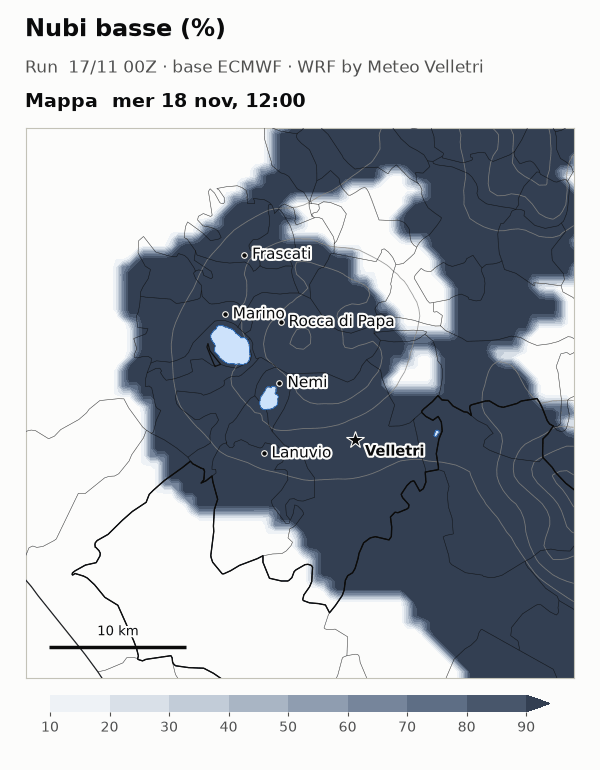 Nubi basse (%)
Run  17/11 00Z · base ECMWF · WRF by Meteo Velletri
Mappa  mer 18 nov, 12:00
Frascati
Marino
Rocca di Papa
Nemi
Velletri
Lanuvio
10 km
10 20 30 40 50 60 70 80 90